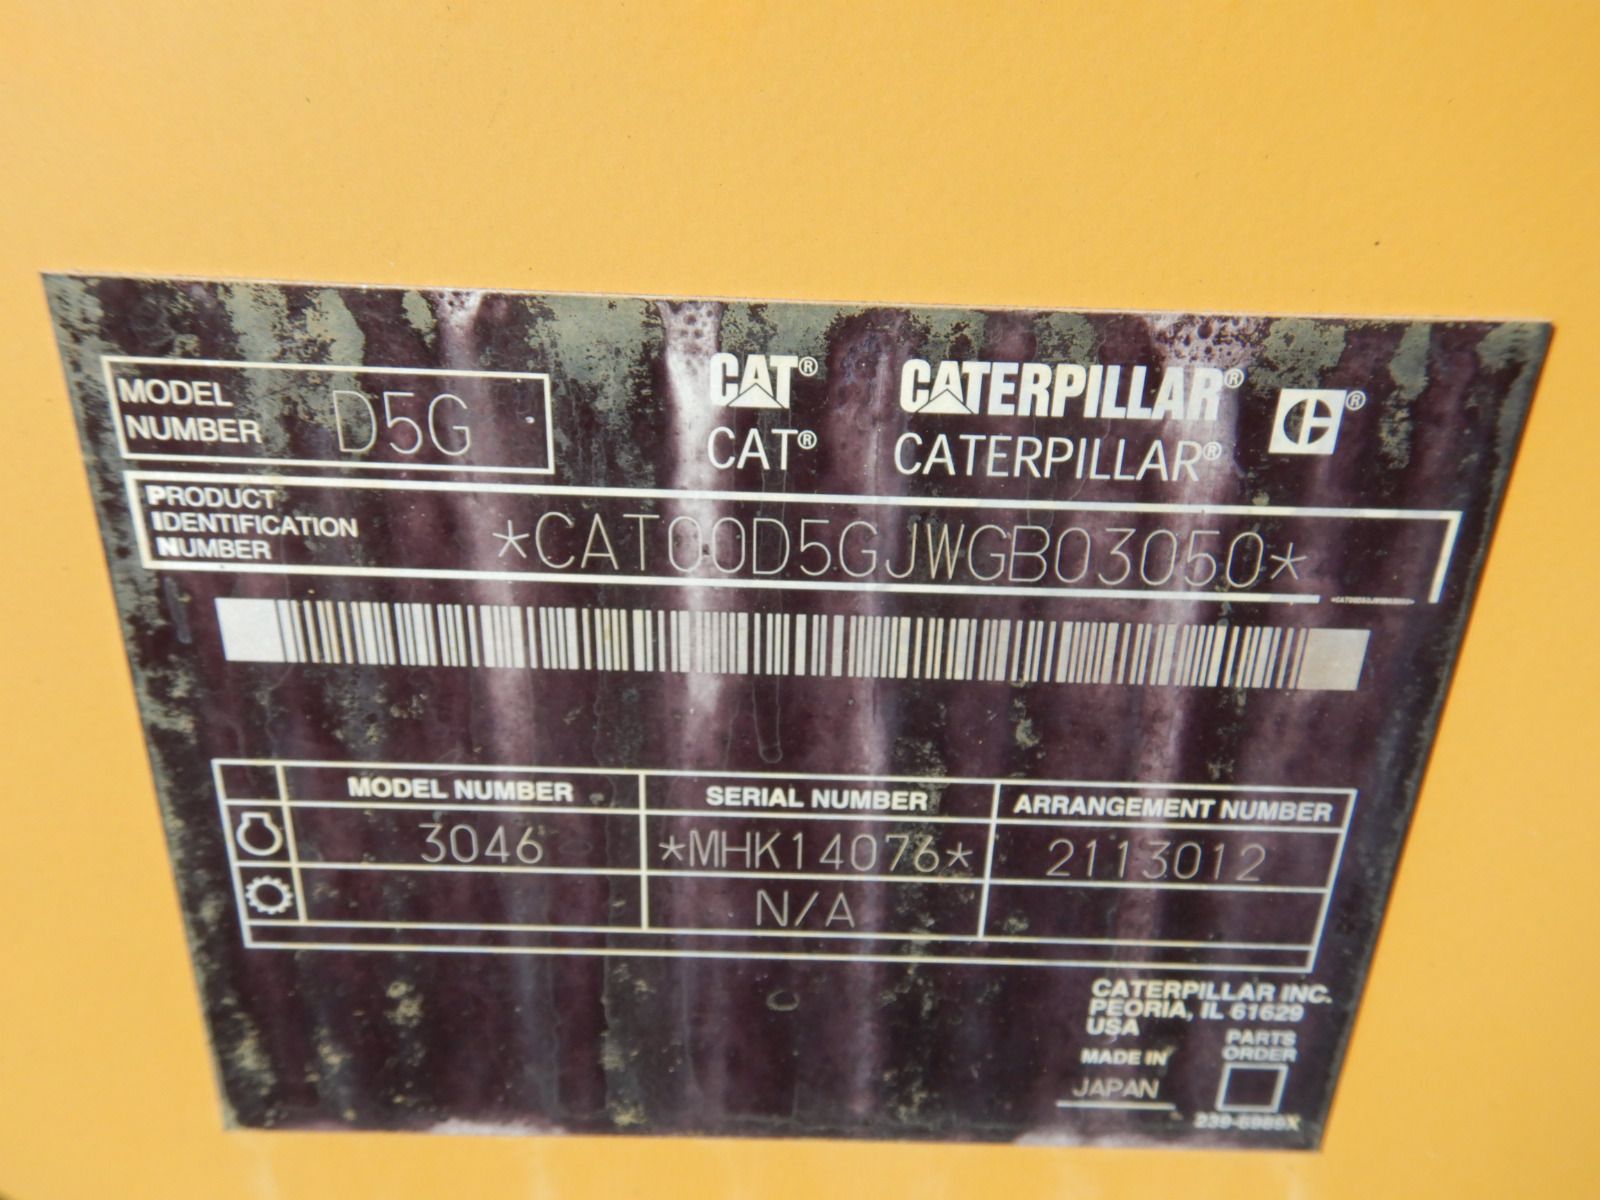 MODEL NUMBER D5G
CAT® CATERPILLAR® ®
CAT® CATERPILLAR®
PRODUCT IDENTIFICATION NUMBER *CAT00D5GJWGB03050*
MODEL NUMBER SERIAL NUMBER ARRANGEMENT NUMBER
3046 *MHK14076* 2113012
N/A
CATERPILLAR INC.
PEORIA, IL 61629
USA
PARTS
ORDER
MADE IN
JAPAN